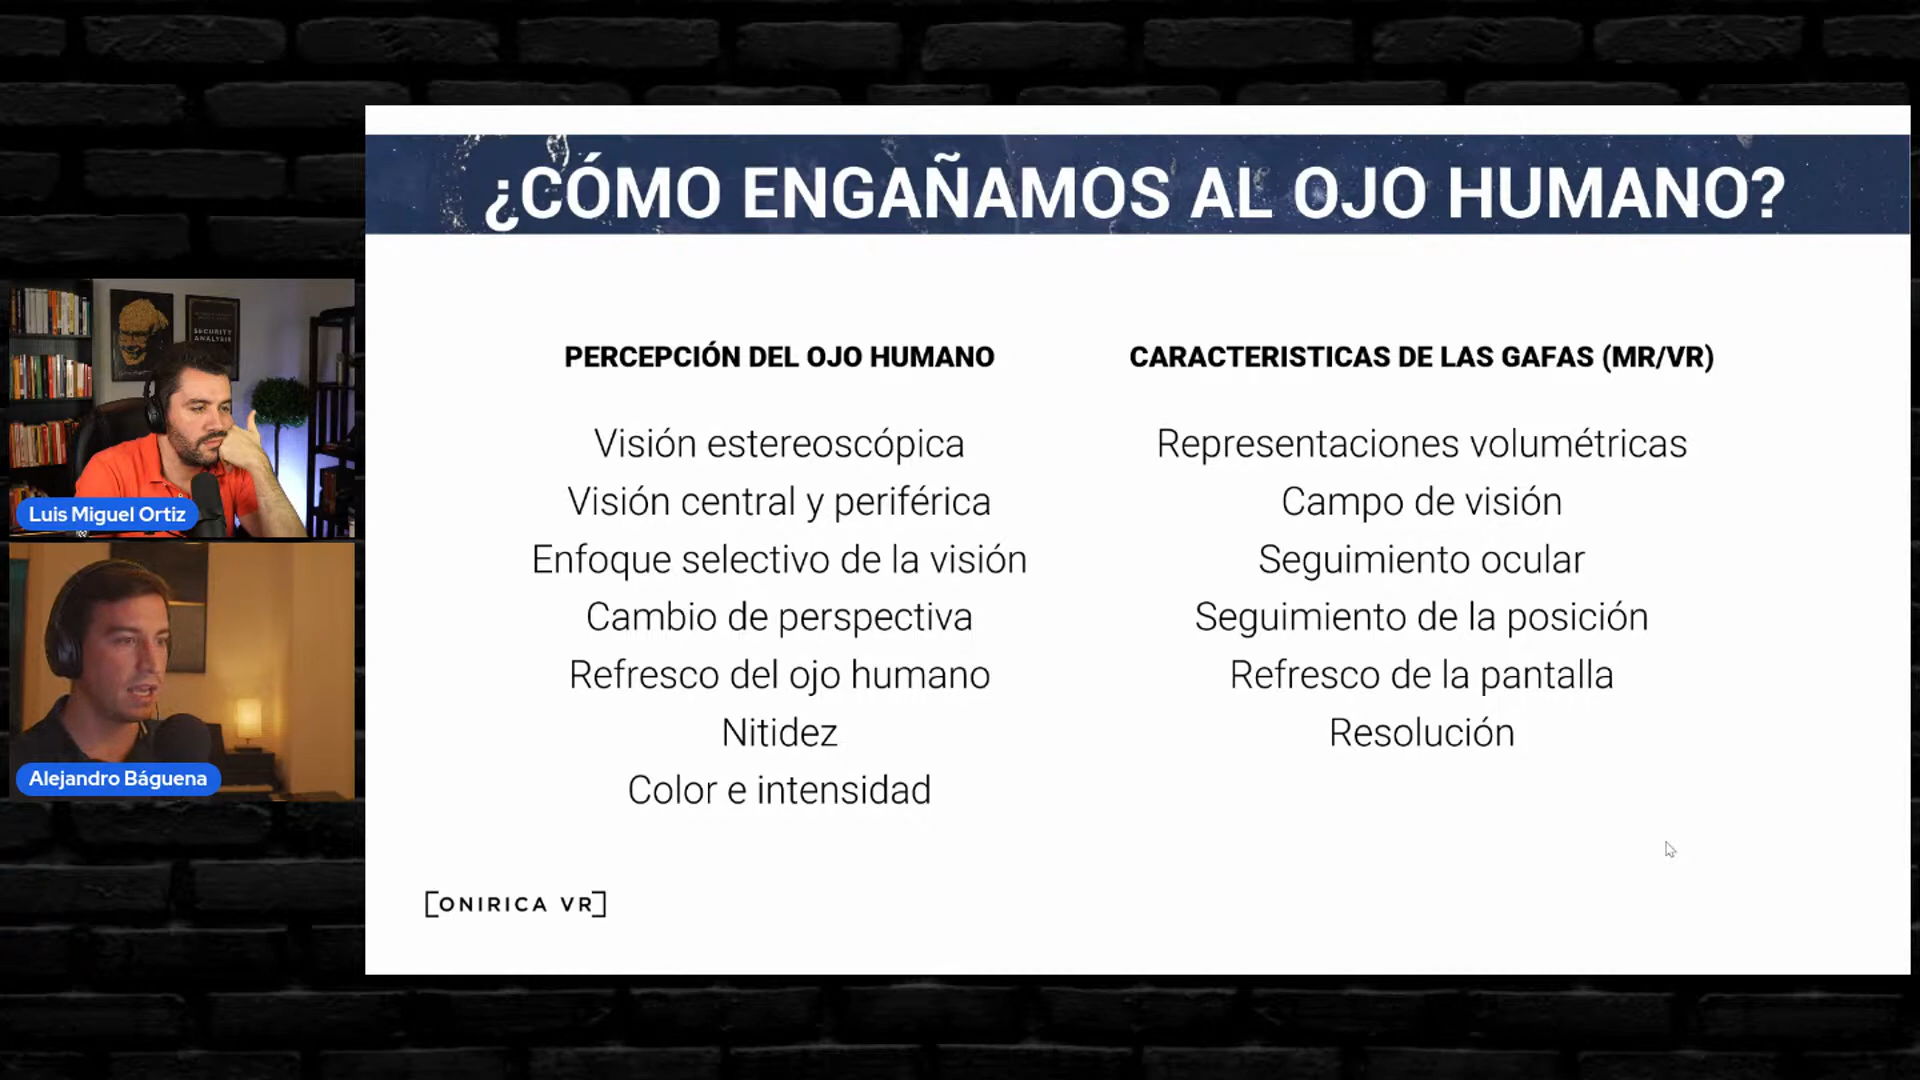 ¿CÓMO ENGAÑAMOS AL OJO HUMANO?
PERCEPCIÓN DEL OJO HUMANO
Visión estereoscópica
Visión central y periférica
Enfoque selectivo de la visión
Cambio de perspectiva
Refresco del ojo humano
Nitidez
Color e intensidad
CARACTERISTICAS DE LAS GAFAS (MR/VR)
Representaciones volumétricas
Campo de visión
Seguimiento ocular
Seguimiento de la posición
Refresco de la pantalla
Resolución
[ONIRICA VR]
SECURITY
ANALYSIS
Luis Miguel Ortiz
Alejandro Báguena